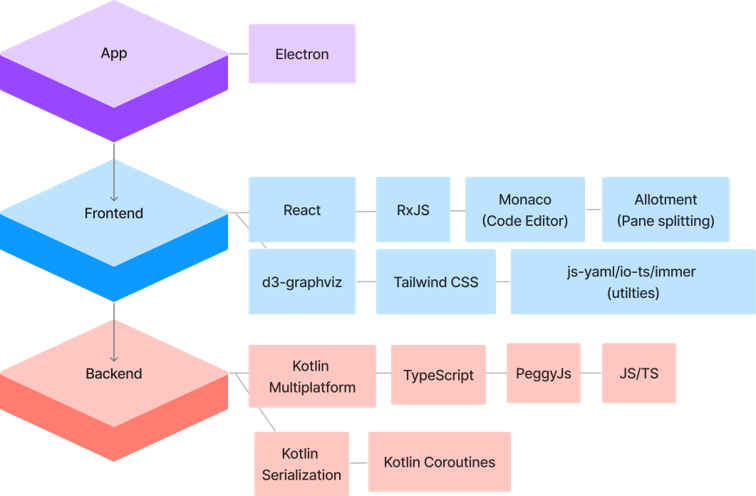 App
Electron
Frontend
React
RxJS
Monaco
(Code Editor)
Allotment
(Pane splitting)
d3-graphviz
Tailwind CSS
js-yaml/io-ts/immer
(utilties)
Backend
Kotlin
Multiplatform
TypeScript
PeggyJs
JS/TS
Kotlin
Serialization
Kotlin Coroutines